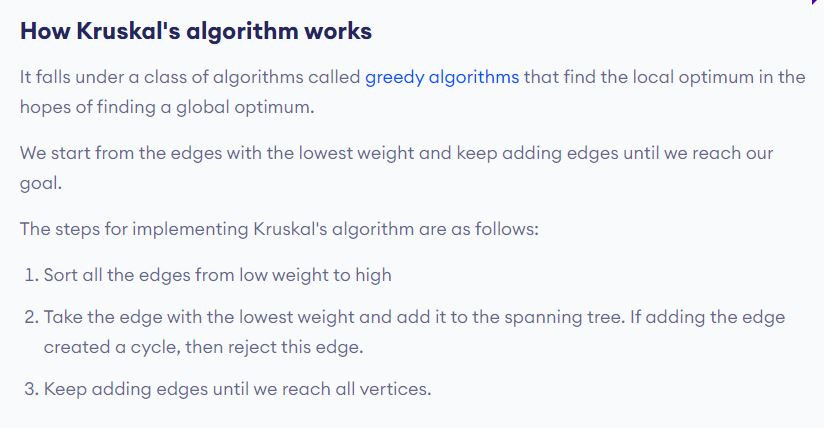 How Kruskal's algorithm works
It falls under a class of algorithms called greedy algorithms that find the local optimum in the
hopes of finding a global optimum.
We start from the edges with the lowest weight and keep adding edges until we reach our
goal.
The steps for implementing Kruskal's algorithm are as follows:
1. Sort all the edges from low weight to high
2. Take the edge with the lowest weight and add it to the spanning tree. If adding the edge
created a cycle, then reject this edge.
3. Keep adding edges until we reach all vertices.